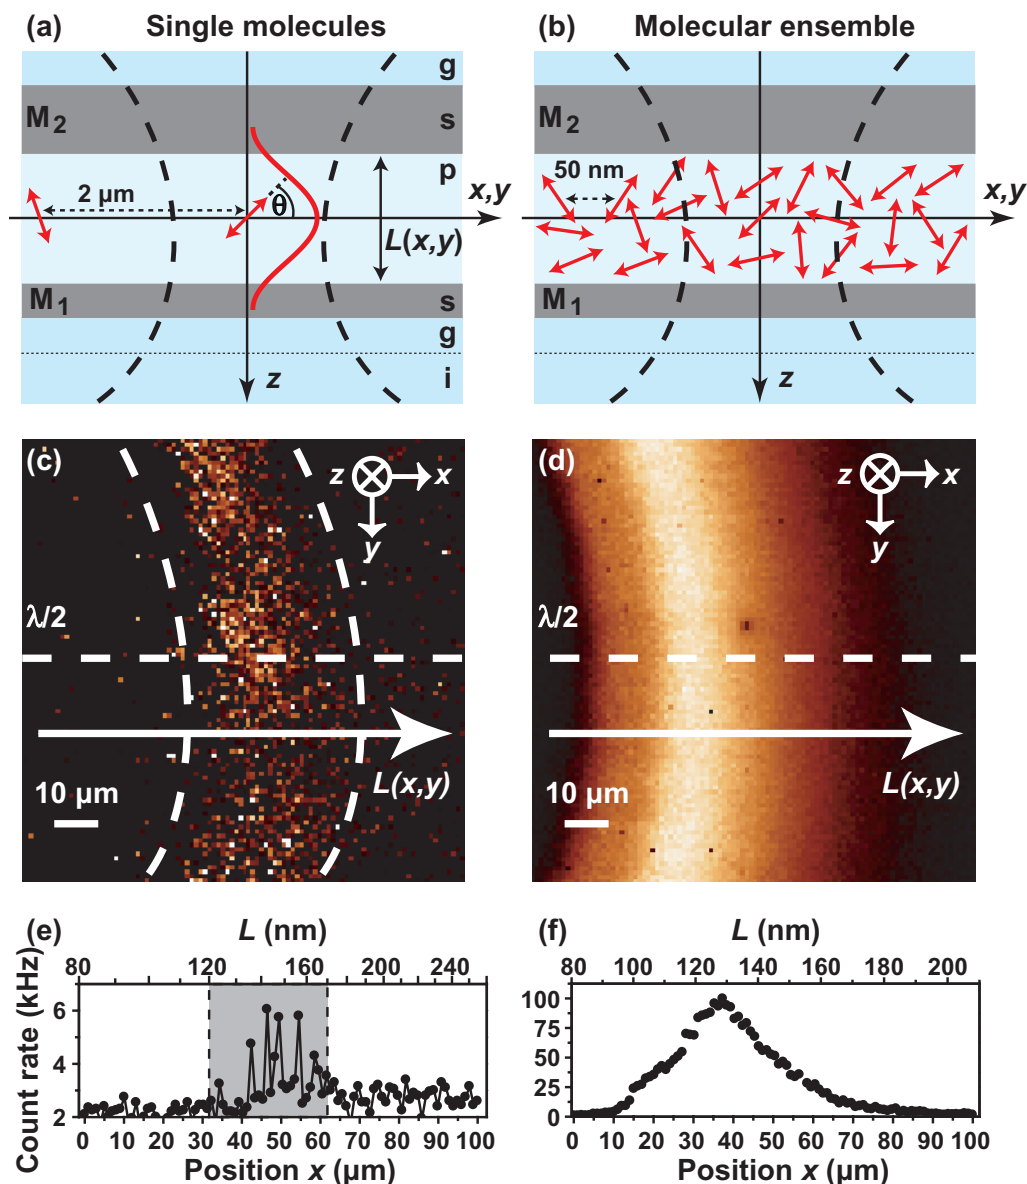 (a) Single molecules
g
M2 s
p
2 µm θ x,y
L(x,y)
M1 s
g
z i
(b) Molecular ensemble
g
M2 s
p
50 nm x,y
L(x,y)
M1 s
g
z i
(c) z x
y
λ/2
L(x,y)
10 µm
(d) z x
y
λ/2
L(x,y)
10 µm
(e) L (nm)
80 120 160 200 240
Count rate (kHz)
6
4
2
0 10 20 30 40 50 60 70 80 90 100
Position x (µm)
(f) L (nm)
80 100 120 140 160 180 200
100
75
50
25
0
0 10 20 30 40 50 60 70 80 90 100
Position x (µm)